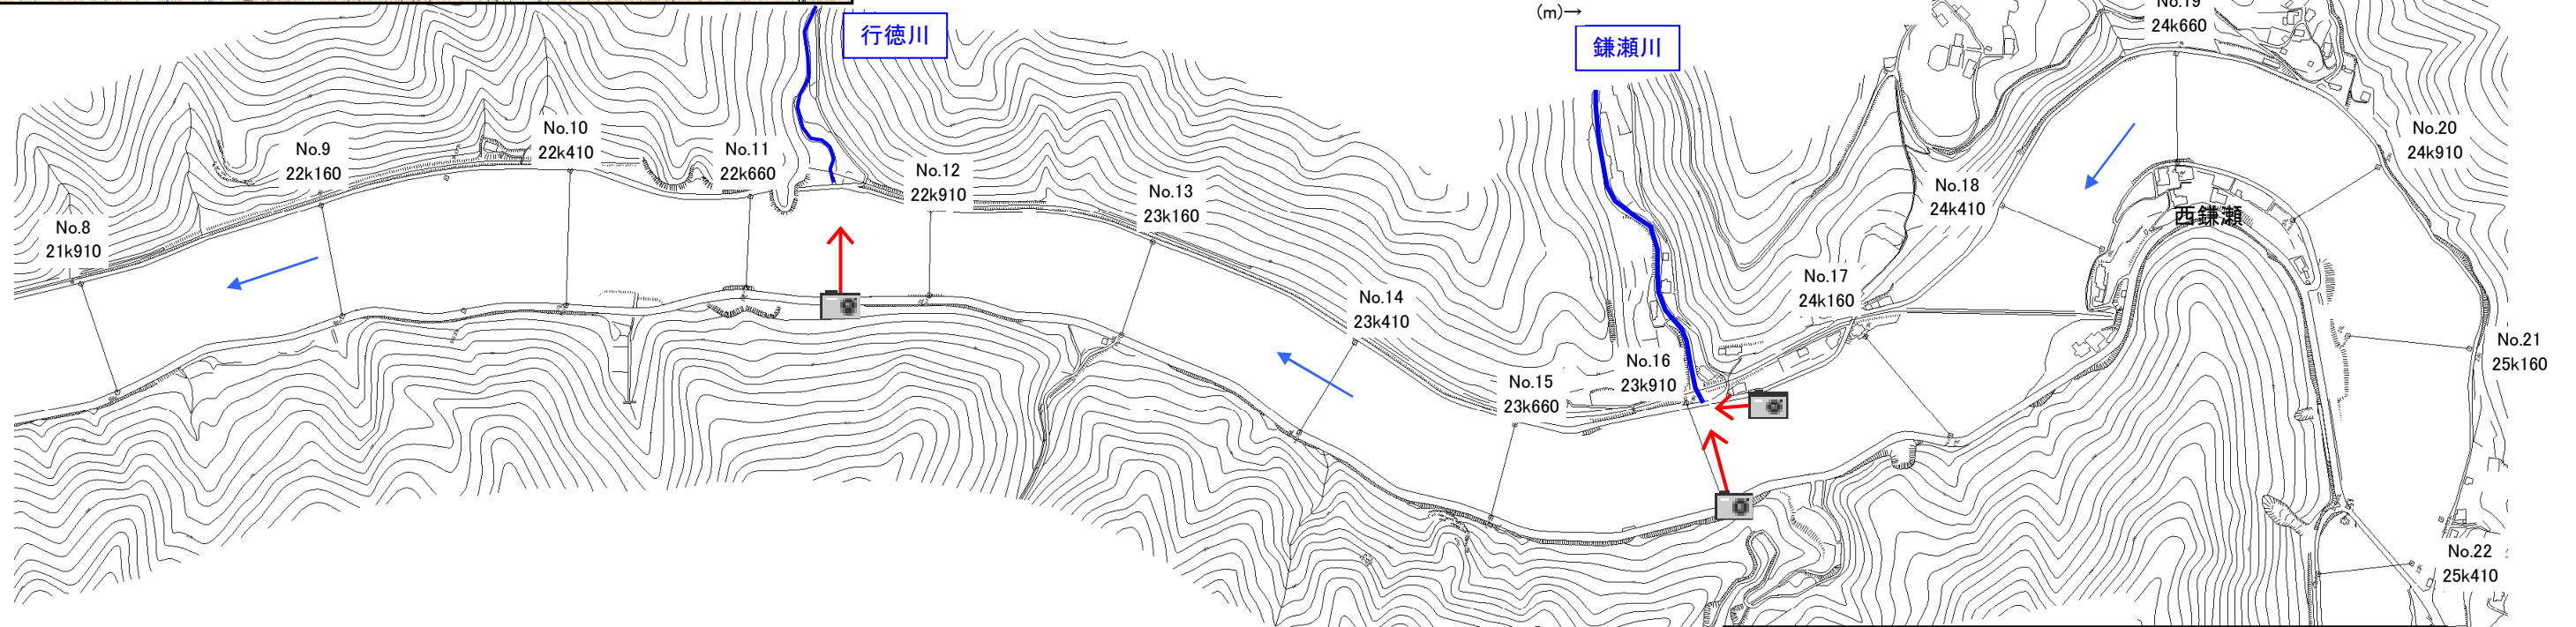 (m)→
No.19
24k660
行徳川
鎌瀬川
No.8
21k910
No.9
22k160
No.10
22k410
No.11
22k660
No.12
22k910
No.13
23k160
No.14
23k410
No.15
23k660
No.16
23k910
No.17
24k160
No.18
24k410
西鎌瀬
No.20
24k910
No.21
25k160
No.22
25k410